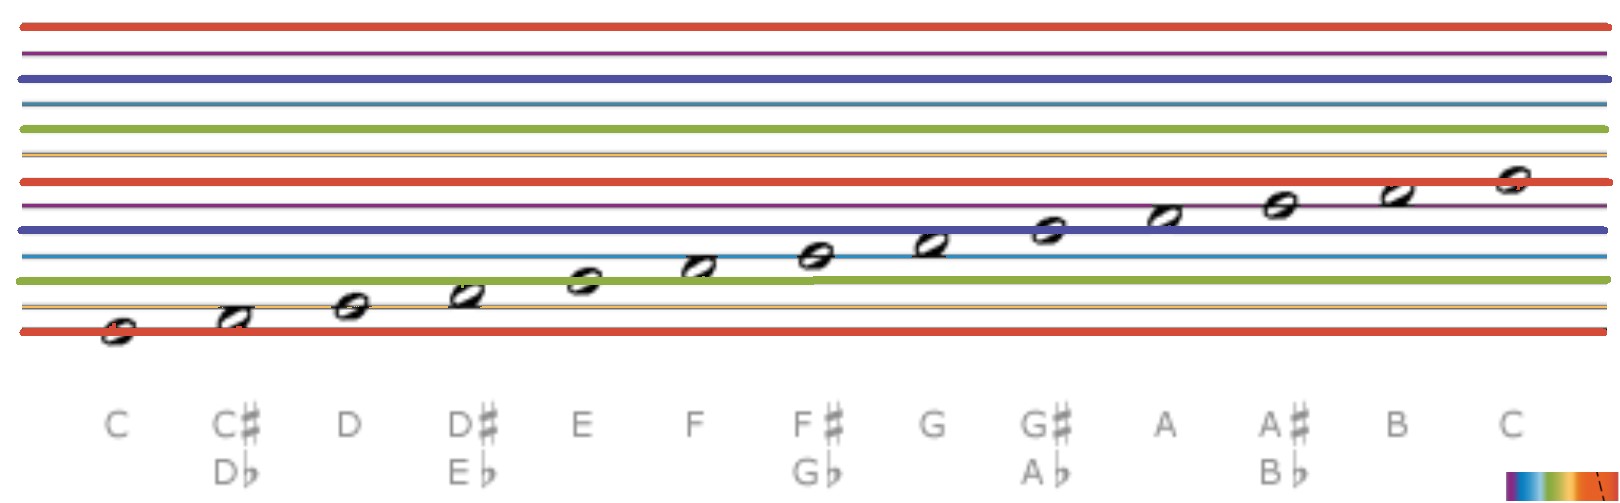 C C♯ D D♯ E F F♯ G G♯ A A♯ B C
D♭ E♭ G♭ A♭ B♭